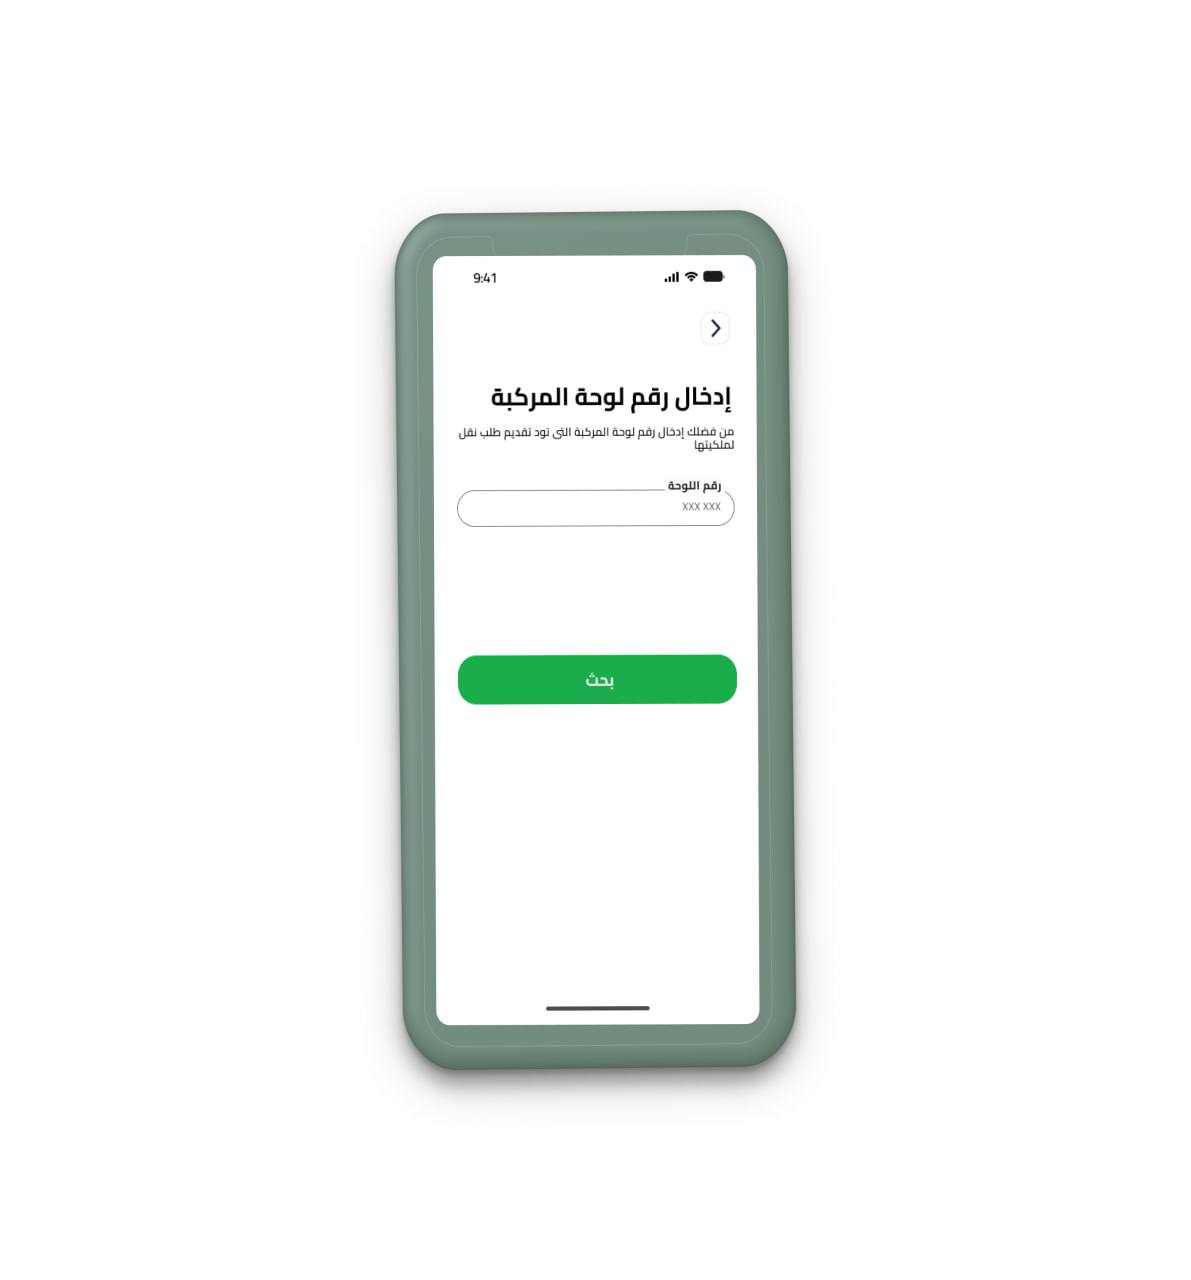 9:41
إدخال رقم لوحة المركبة
من فضلك إدخال رقم لوحة المركبة التى تود تقديم طلب نقل
لملكيتها
رقم اللوحة
XXX XXX
بحث